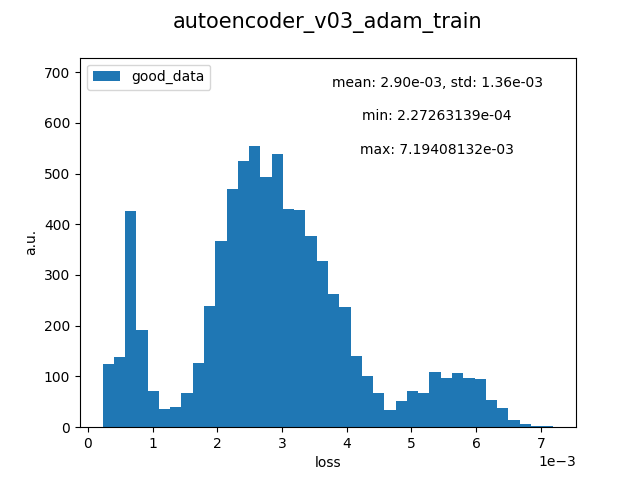 autoencoder_v03_adam_train
good_data
mean: 2.90e-03, std: 1.36e-03
min: 2.27263139e-04
max: 7.19408132e-03
700
600
500
400
300
200
100
0
a.u.
0 1 2 3 4 5 6 7
1e−3
loss